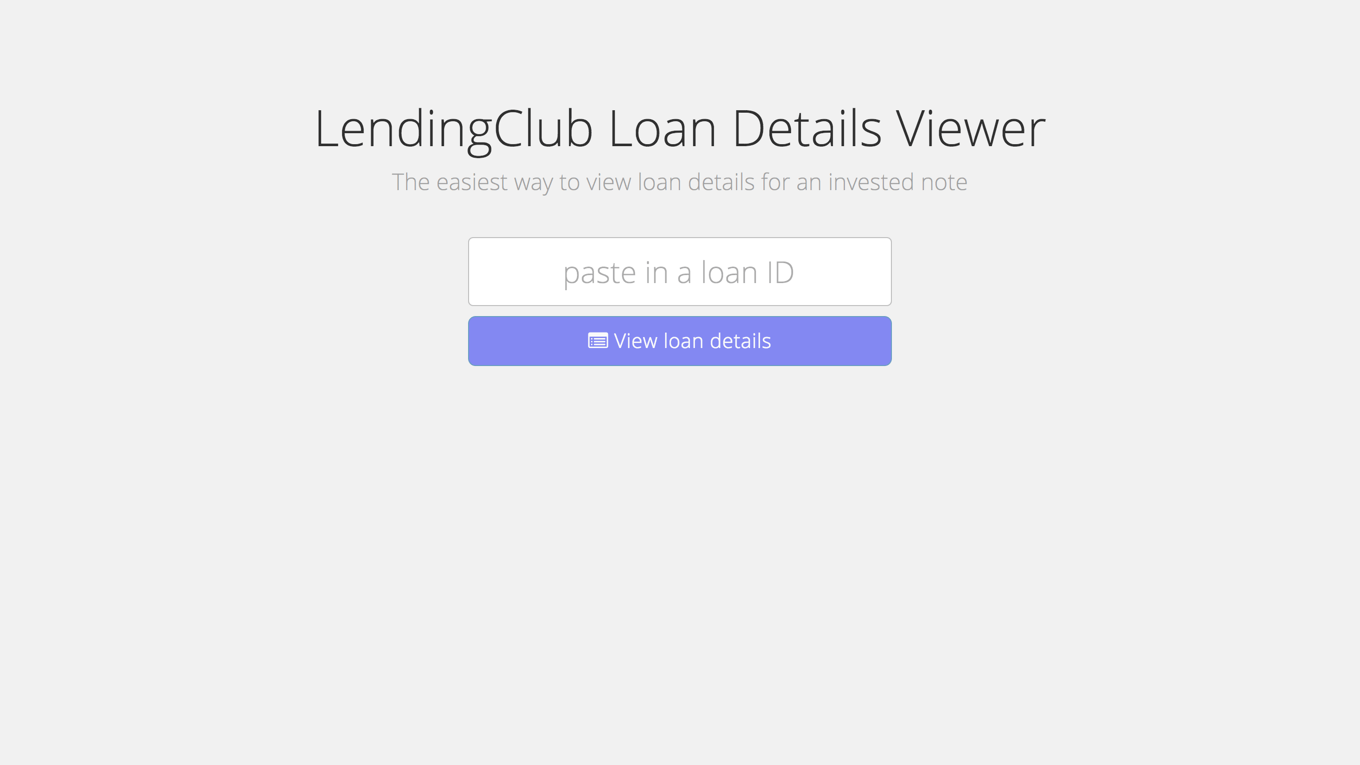 LendingClub Loan Details Viewer
The easiest way to view loan details for an invested note
paste in a loan ID
View loan details